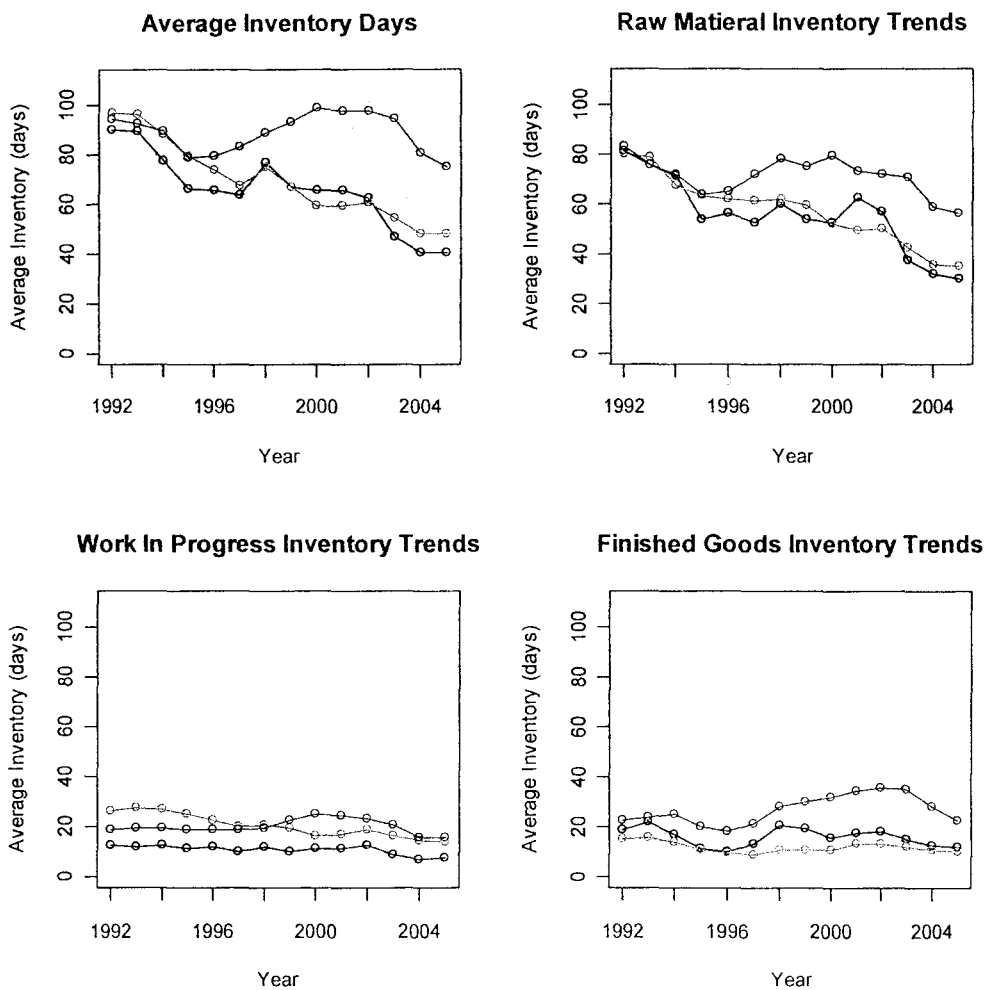 Average Inventory Days
Average Inventory (days)
0 20 40 60 80 100
1992 1996 2000 2004
Year
Raw Matieral Inventory Trends
Average Inventory (days)
0 20 40 60 80 100
1992 1996 2000 2004
Year
Work In Progress Inventory Trends
Average Inventory (days)
0 20 40 60 80 100
1992 1996 2000 2004
Year
Finished Goods Inventory Trends
Average Inventory (days)
0 20 40 60 80 100
1992 1996 2000 2004
Year